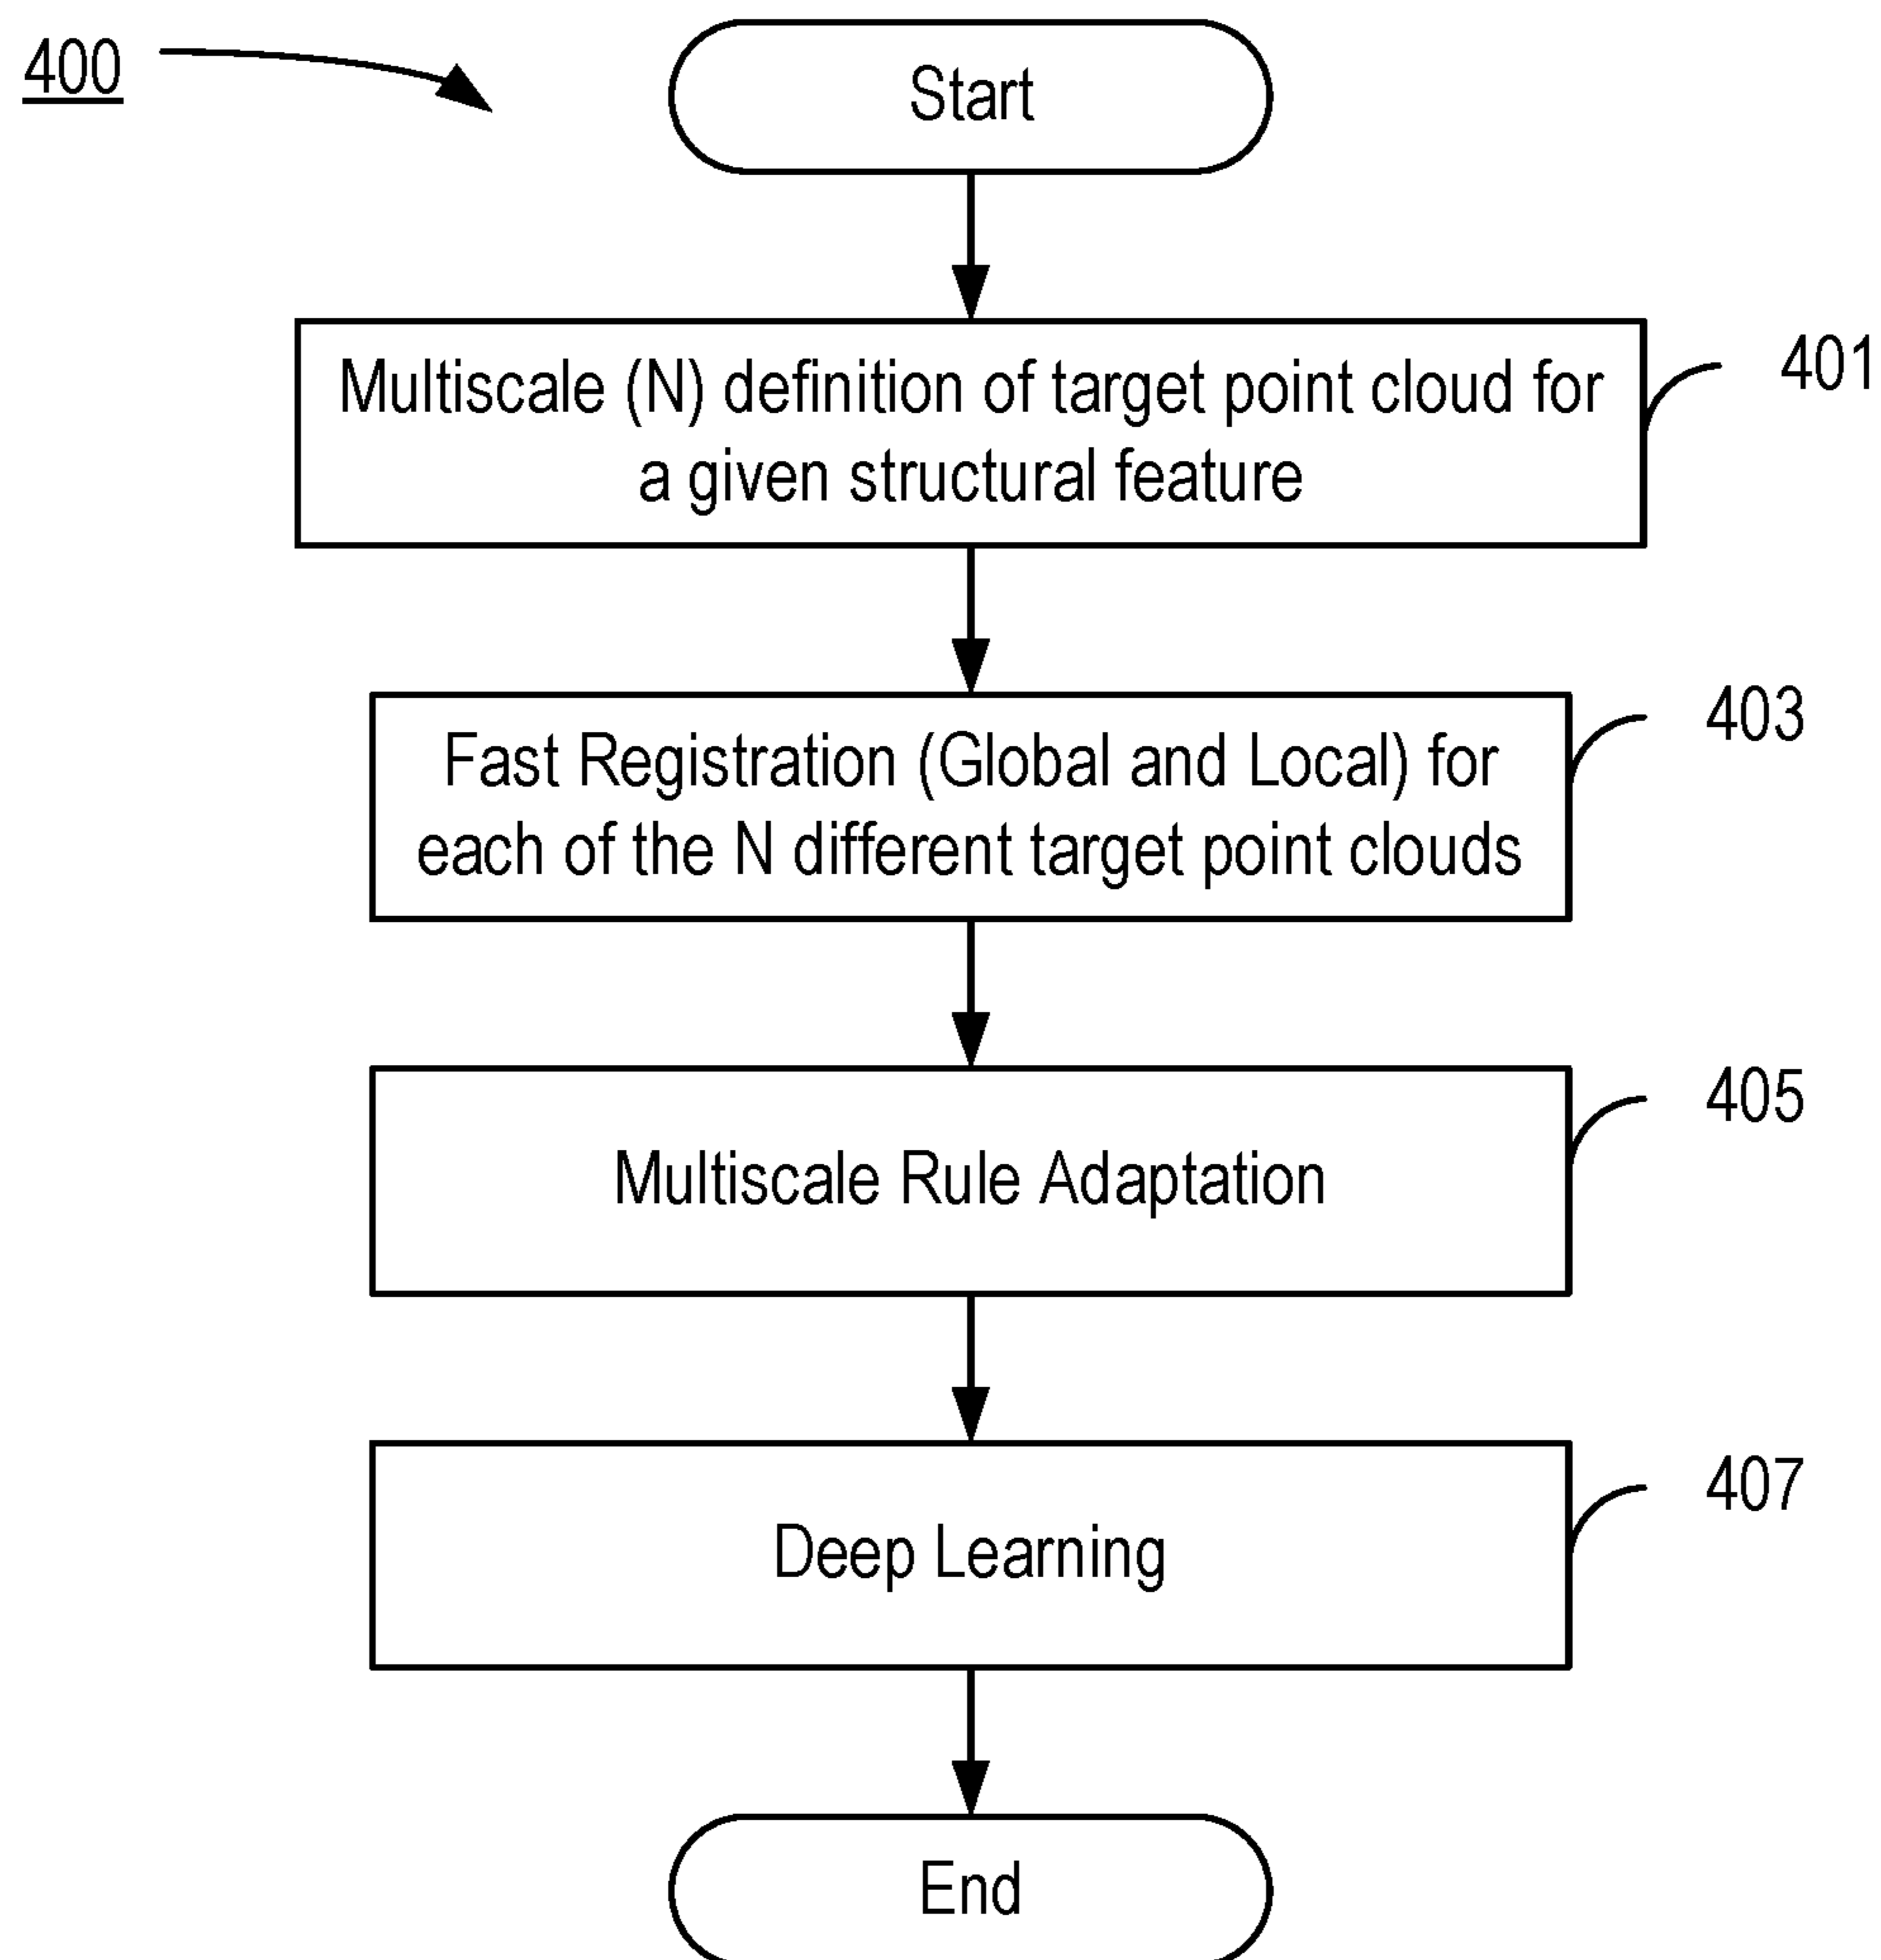 400
Start
Multiscale (N) definition of target point cloud for
a given structural feature
401
Fast Registration (Global and Local) for
each of the N different target point clouds
403
Multiscale Rule Adaptation
405
Deep Learning
407
End